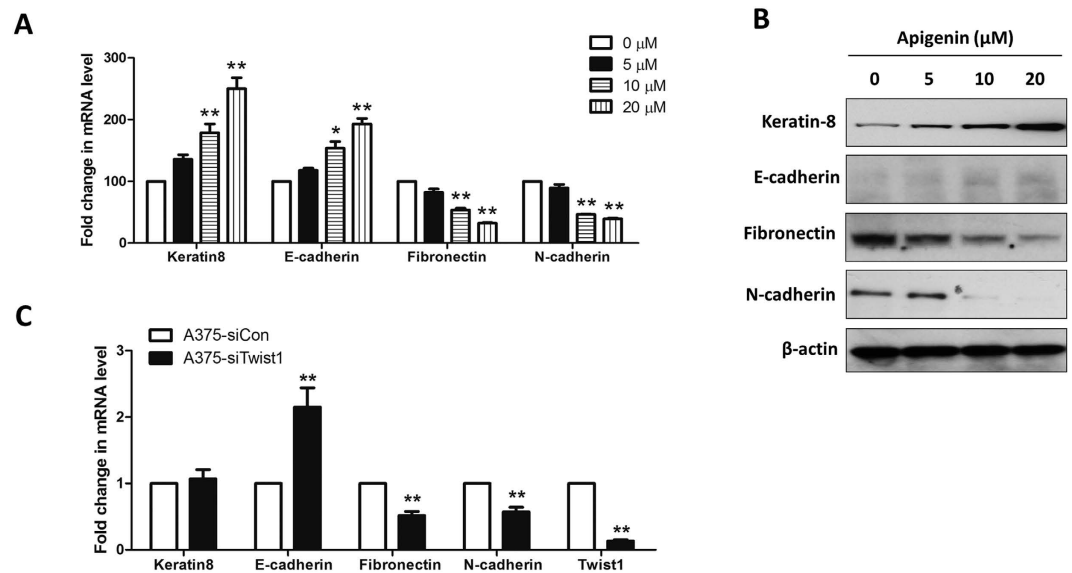 A
Fold change in mRNA level
300
200
100
0
** ** * ** ** ** ** **
0 μM
5 μM
10 μM
20 μM
Keratin8 E-cadherin Fibronectin N-cadherin
B
Apigenin (μM)
0 5 10 20
Keratin-8
E-cadherin
Fibronectin
N-cadherin
β-actin
C
Fold change in mRNA level
3
2
1
0
A375-siCon
A375-siTwist1
** ** ** **
Keratin8 E-cadherin Fibronectin N-cadherin Twist1